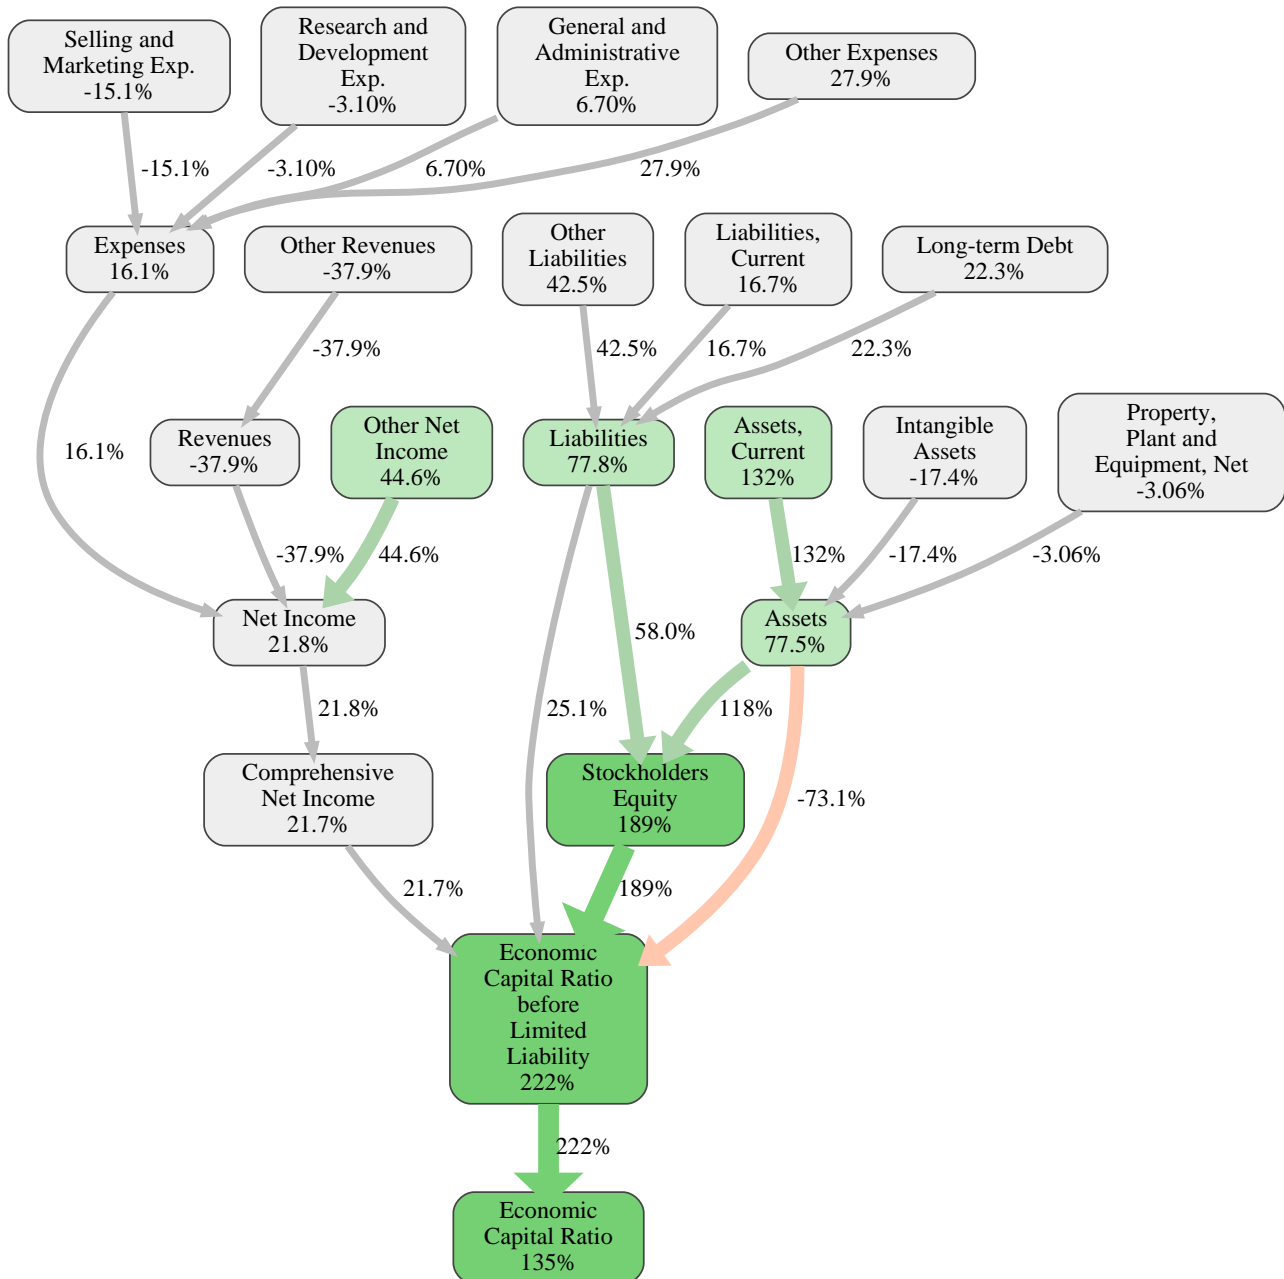 Selling and
Marketing Exp.
-15.1%
Research and
Development
Exp.
-3.10%
General and
Administrative
Exp.
6.70%
Other Expenses
27.9%
-15.1%
-3.10%
6.70%
27.9%
Expenses
16.1%
Other Revenues
-37.9%
Other
Liabilities
42.5%
Liabilities,
Current
16.7%
Long-term Debt
22.3%
-37.9%
42.5%
16.7%
22.3%
16.1%
Revenues
-37.9%
Other Net
Income
44.6%
Liabilities
77.8%
Assets,
Current
132%
Intangible
Assets
-17.4%
Property,
Plant and
Equipment, Net
-3.06%
-37.9%
44.6%
132%
-17.4%
-3.06%
Net Income
21.8%
58.0%
Assets
77.5%
21.8%
25.1%
118%
Comprehensive
Net Income
21.7%
Stockholders
Equity
189%
-73.1%
21.7%
189%
Economic
Capital Ratio
before
Limited
Liability
222%
222%
Economic
Capital Ratio
135%